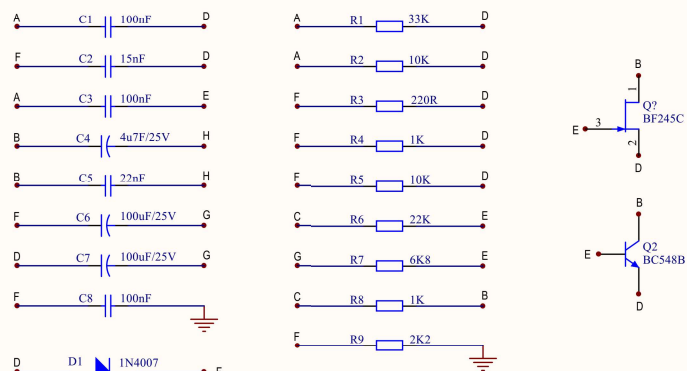 A C1 100nF D
F C2 15nF D
A C3 100nF E
B C4 4u7F/25V H
B C5 22nF H
F C6 100uF/25V G
D C7 100uF/25V G
F C8 100nF
D D1 1N4007
A R1 33K D
A R2 10K D
F R3 220R D
F R4 1K D
F R5 10K D
C R6 22K E
G R7 6K8 E
C R8 1K B
F R9 2K2
B
1
Q?
BF245C
E 3
2
D
B
Q2
BC548B
E
D